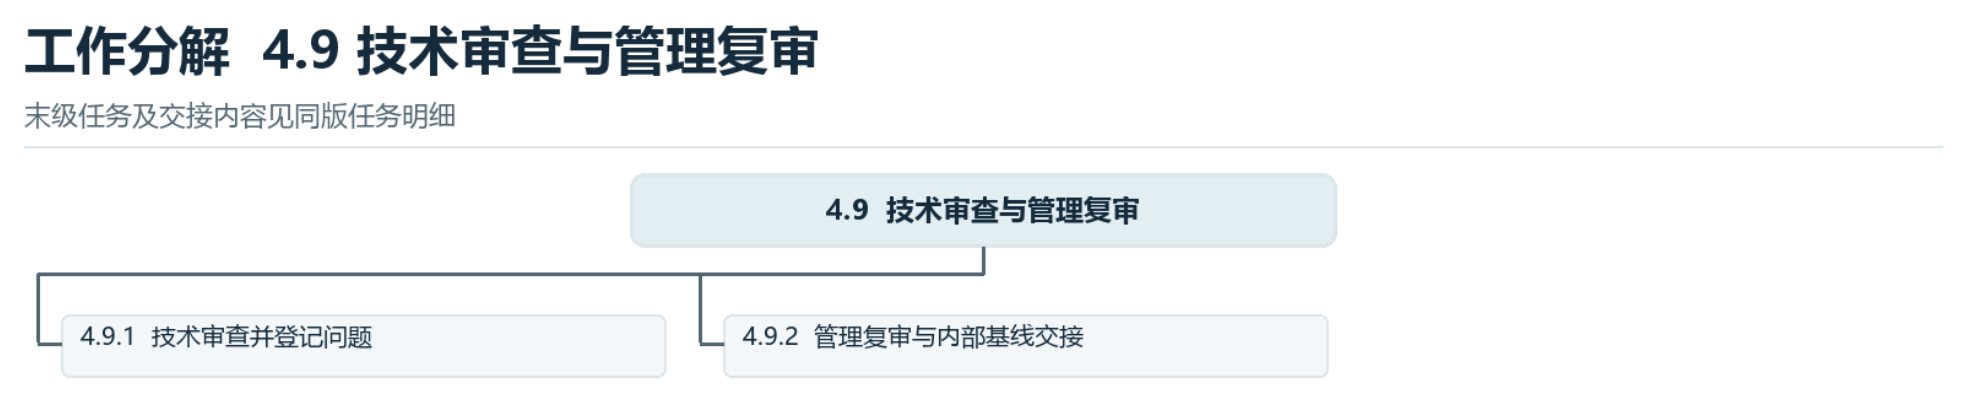 工作分解 4.9 技术审查与管理复审
末级任务及交接内容见同版任务明细
4.9 技术审查与管理复审
4.9.1 技术审查并登记问题
4.9.2 管理复审与内部基线交接